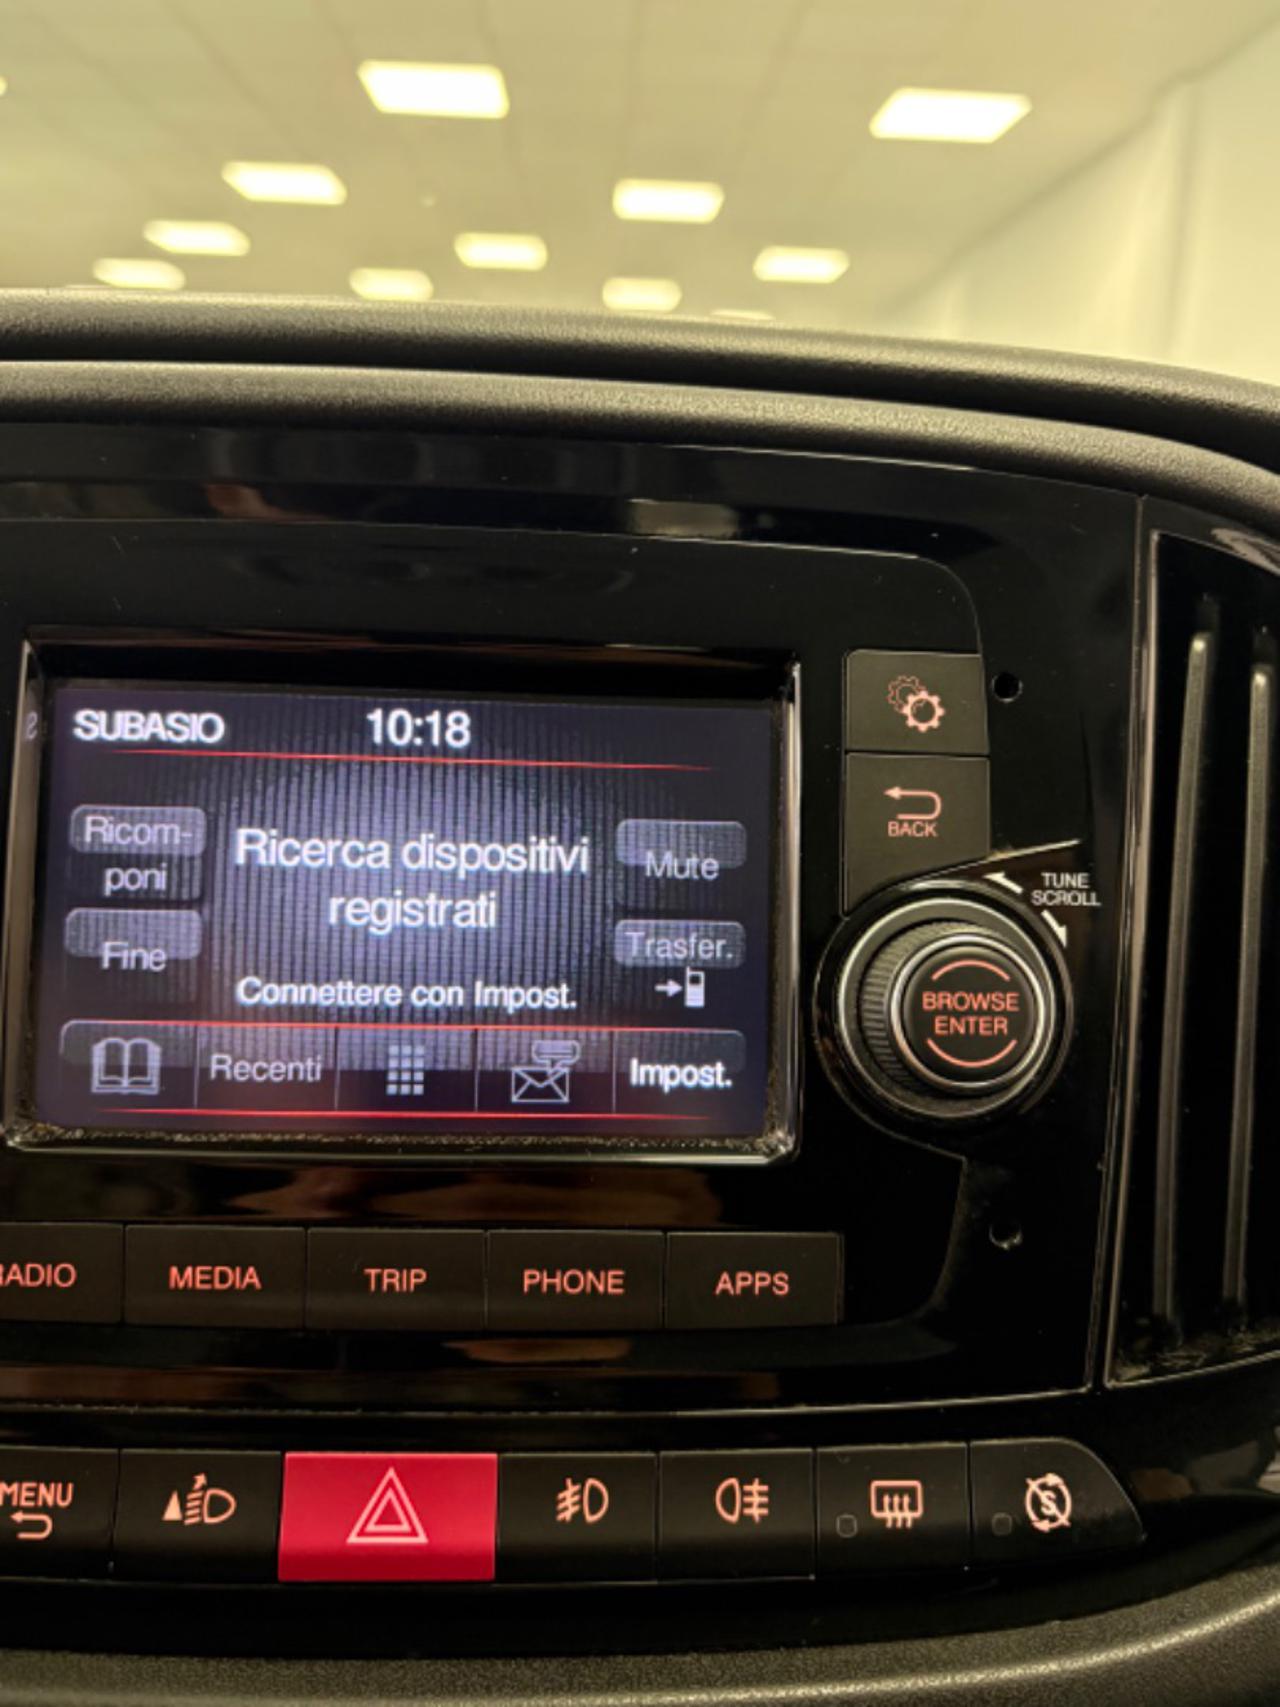 SUBASIO 10:18
Ricom-
poni
Ricerca dispositivi
registrati
Mute
Fine
Trasfer.
Connettere con Impost.
Recenti
Impost.
BACK
TUNE
SCROLL
BROWSE
ENTER
RADIO MEDIA TRIP PHONE APPS
MENU
S